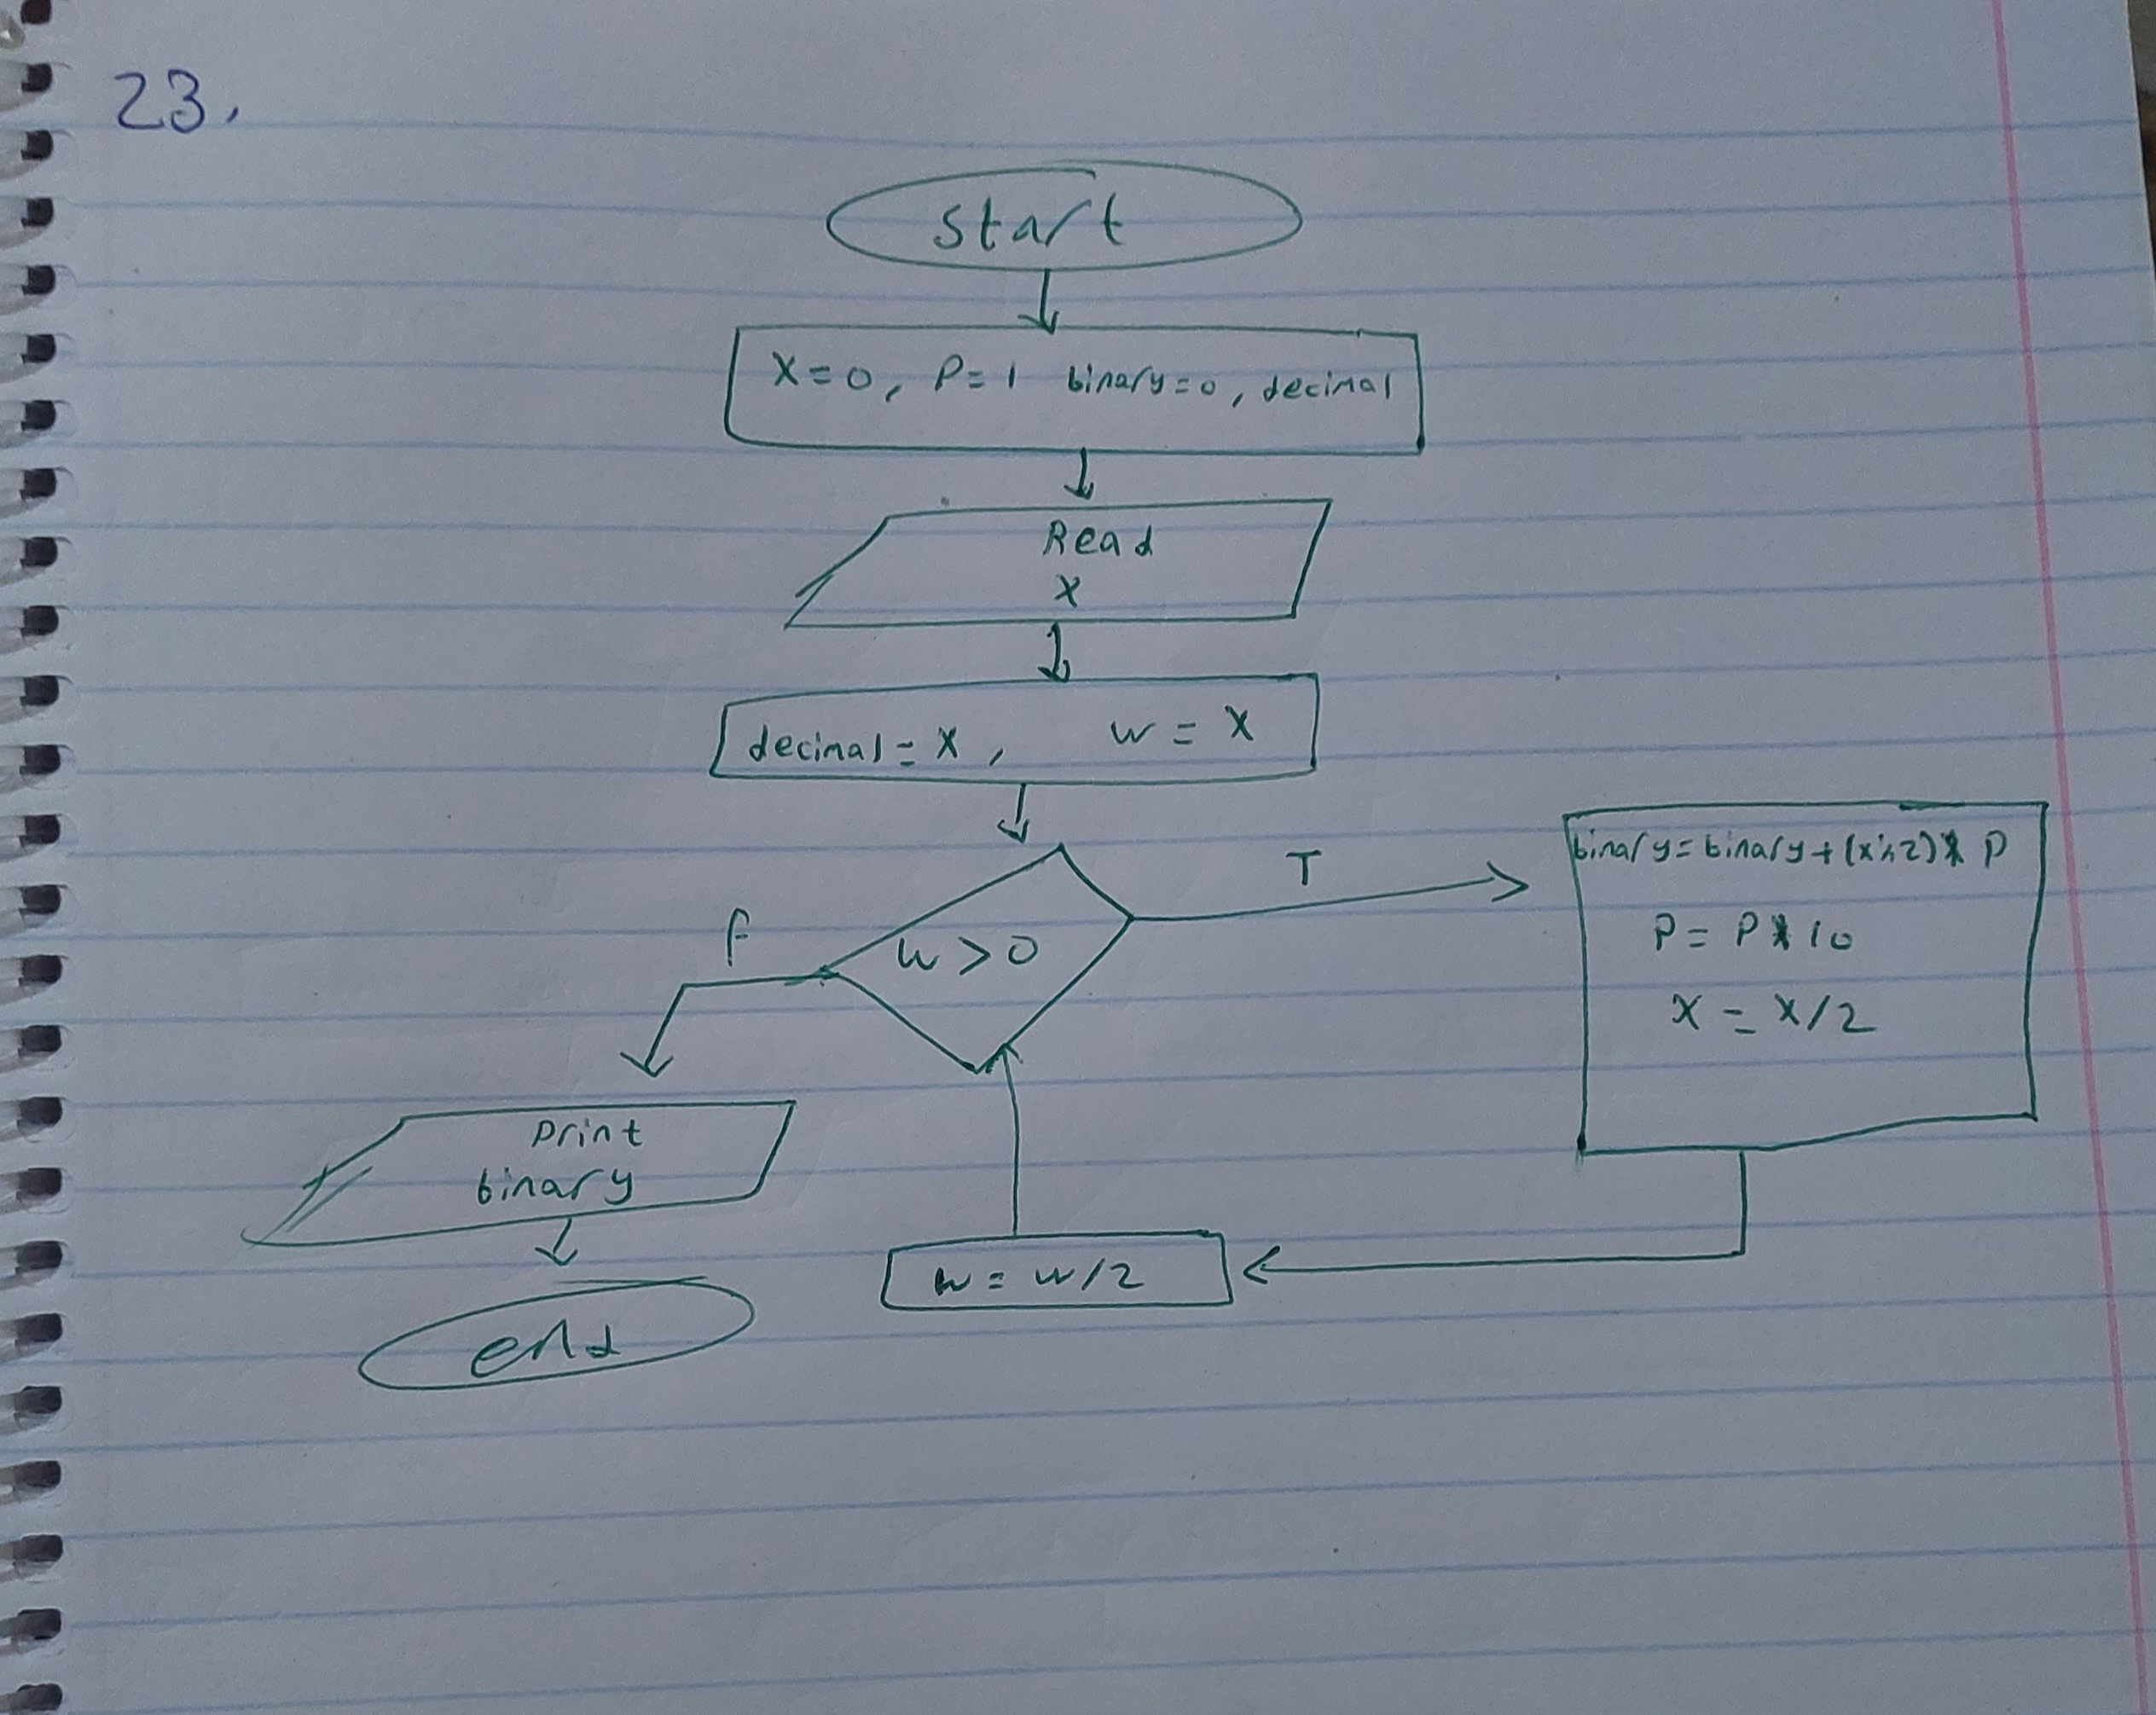 23.
start
X=0, P=1 binary=0, decimal
Read
X
decimal=X, w=X
w>0
T
F
binary=binary+(x%2)* P
P=P*10
X=X/2
Print
binary
w=w/2
end